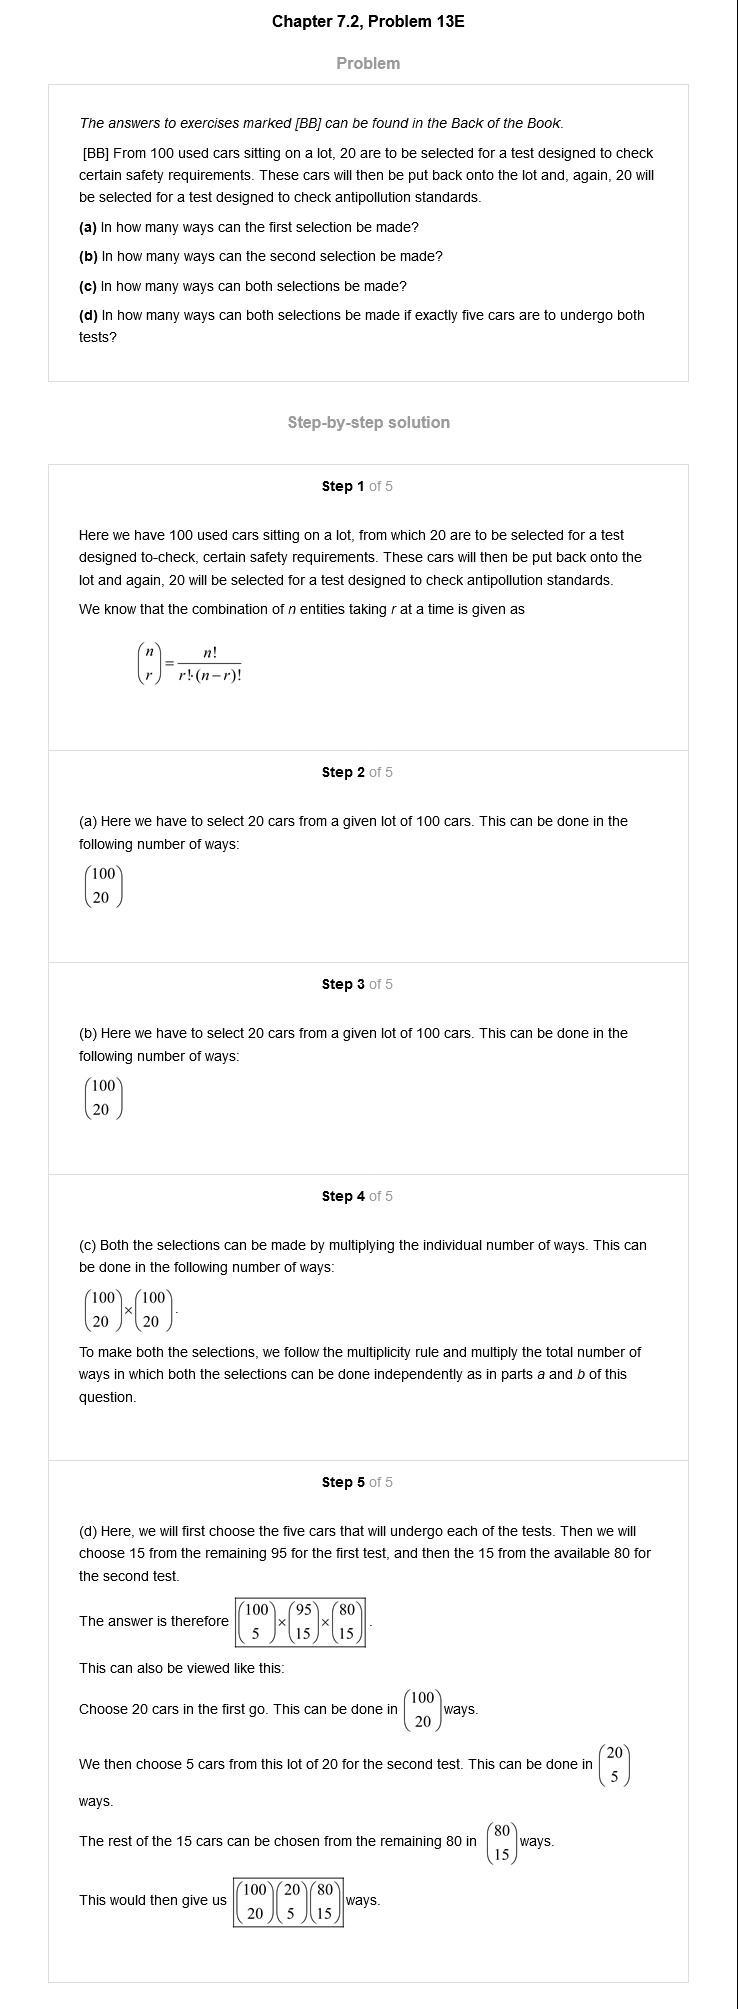 Chapter 7.2, Problem 13E
Problem
The answers to exercises marked [BB] can be found in the Back of the Book.
[BB] From 100 used cars sitting on a lot, 20 are to be selected for a test designed to check
certain safety requirements. These cars will then be put back onto the lot and, again, 20 will
be selected for a test designed to check antipollution standards.
(a) In how many ways can the first selection be made?
(b) In how many ways can the second selection be made?
(c) In how many ways can both selections be made?
(d) In how many ways can both selections be made if exactly five cars are to undergo both
tests?
Step-by-step solution
Step 1 of 5
Here we have 100 used cars sitting on a lot, from which 20 are to be selected for a test
designed to-check, certain safety requirements. These cars will then be put back onto the
lot and again, 20 will be selected for a test designed to check antipollution standards.
We know that the combination of n entities taking r at a time is given as
(n r) = n! / r!·(n−r)!
Step 2 of 5
(a) Here we have to select 20 cars from a given lot of 100 cars. This can be done in the
following number of ways:
(100 20)
Step 3 of 5
(b) Here we have to select 20 cars from a given lot of 100 cars. This can be done in the
following number of ways:
(100 20)
Step 4 of 5
(c) Both the selections can be made by multiplying the individual number of ways. This can
be done in the following number of ways:
(100 20)×(100 20).
To make both the selections, we follow the multiplicity rule and multiply the total number of
ways in which both the selections can be done independently as in parts a and b of this
question.
Step 5 of 5
(d) Here, we will first choose the five cars that will undergo each of the tests. Then we will
choose 15 from the remaining 95 for the first test, and then the 15 from the available 80 for
the second test.
The answer is therefore (100 5)×(95 15)×(80 15).
This can also be viewed like this:
Choose 20 cars in the first go. This can be done in (100 20) ways.
We then choose 5 cars from this lot of 20 for the second test. This can be done in (20 5)
ways.
The rest of the 15 cars can be chosen from the remaining 80 in (80 15) ways.
This would then give us (100 20)(20 5)(80 15) ways.